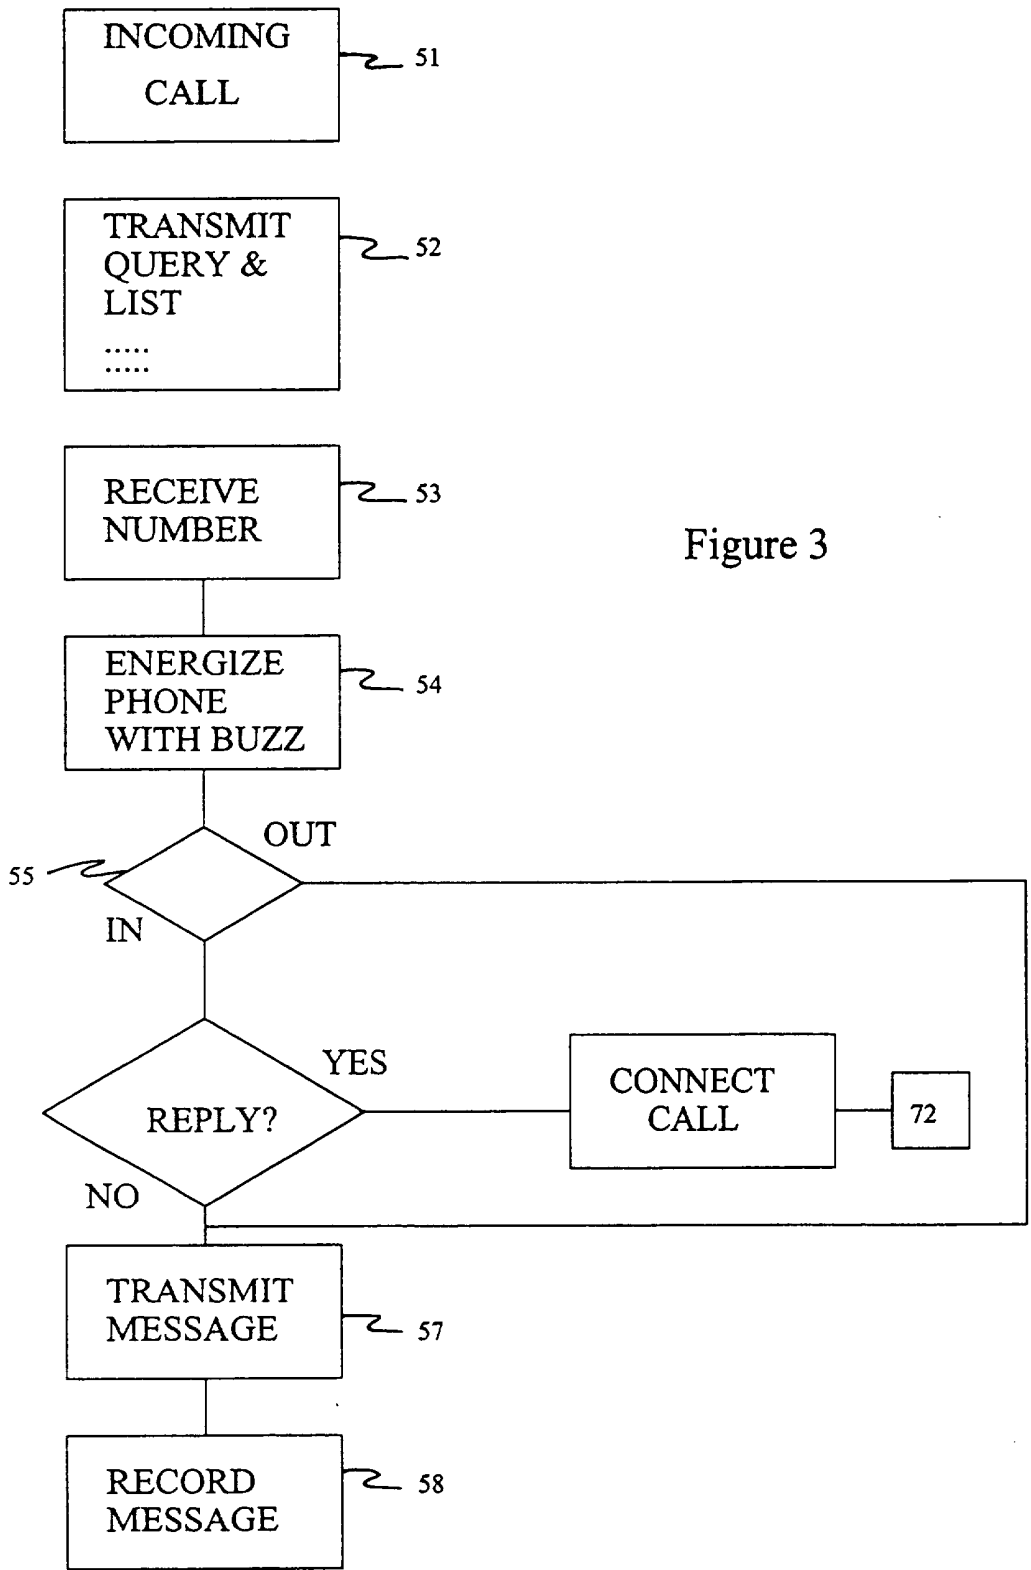 INCOMING
CALL
51
TRANSMIT
QUERY &
LIST
.....
.....
52
RECEIVE
NUMBER
53
Figure 3
ENERGIZE
PHONE
WITH BUZZ
54
OUT
55
IN
YES
REPLY?
NO
CONNECT
CALL
72
TRANSMIT
MESSAGE
57
RECORD
MESSAGE
58